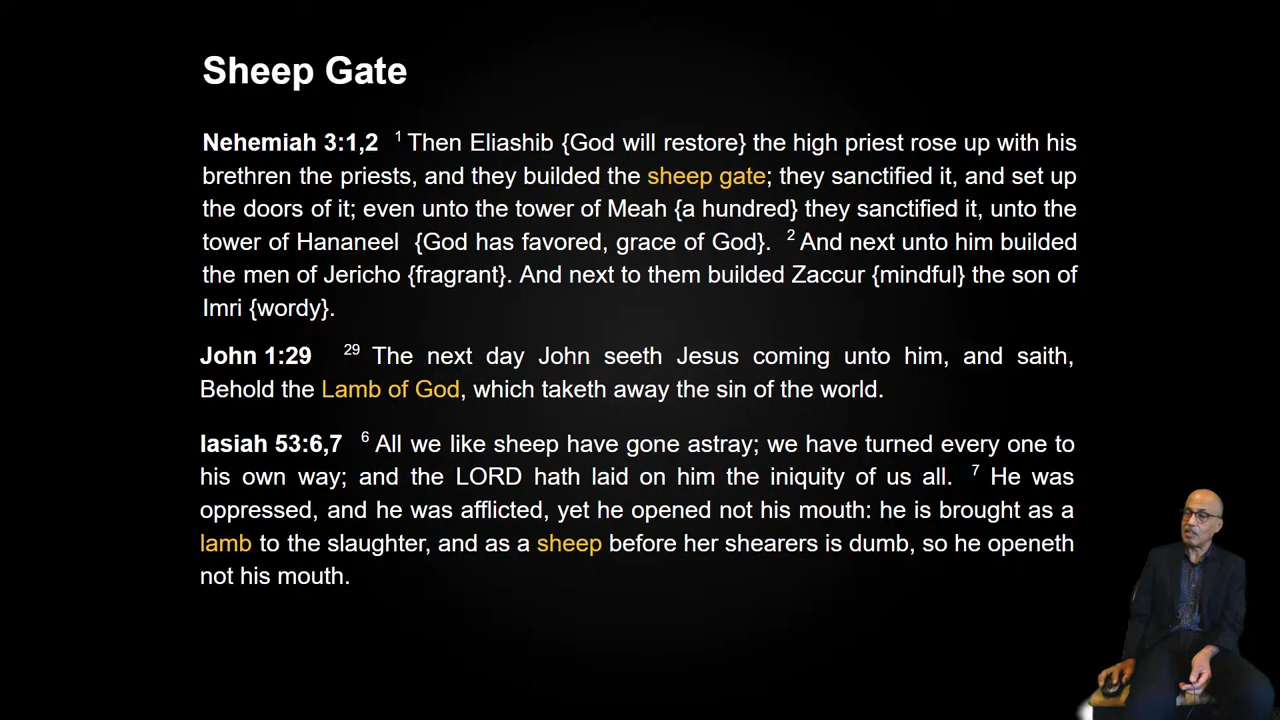 Sheep Gate
Nehemiah 3:1,2 1 Then Eliashib {God will restore} the high priest rose up with his
brethren the priests, and they builded the sheep gate; they sanctified it, and set up
the doors of it; even unto the tower of Meah {a hundred} they sanctified it, unto the
tower of Hananeel {God has favored, grace of God}. 2 And next unto him builded
the men of Jericho {fragrant}. And next to them builded Zaccur {mindful} the son of
Imri {wordy}.
John 1:29 29 The next day John seeth Jesus coming unto him, and saith,
Behold the Lamb of God, which taketh away the sin of the world.
Iasiah 53:6,7 6 All we like sheep have gone astray; we have turned every one to
his own way; and the LORD hath laid on him the iniquity of us all. 7 He was
oppressed, and he was afflicted, yet he opened not his mouth: he is brought as a
lamb to the slaughter, and as a sheep before her shearers is dumb, so he openeth
not his mouth.